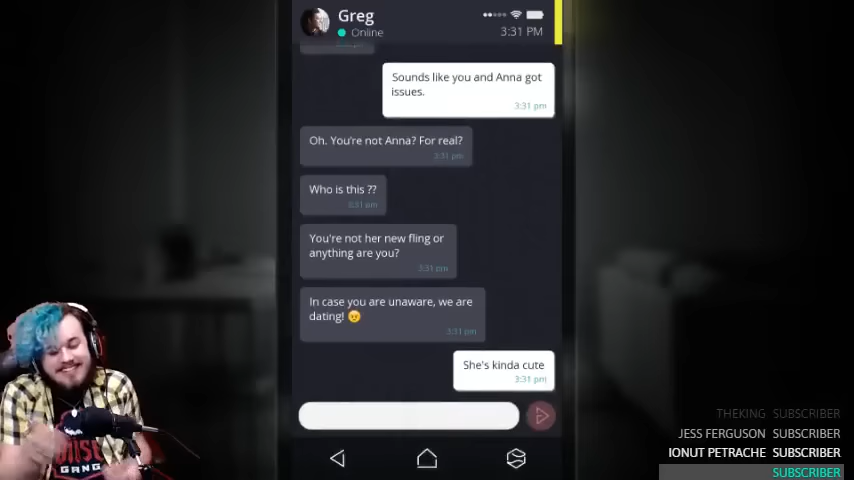 Greg
Online
3:31 PM
Sounds like you and Anna got
issues.
3:31 pm
Oh. You're not Anna? For real?
3:31 pm
Who is this ??
3:31 pm
You're not her new fling or
anything are you?
3:31 pm
In case you are unaware, we are
dating! 😠
3:31 pm
She's kinda cute
3:31 pm
GANG
THEKING SUBSCRIBER
JESS FERGUSON SUBSCRIBER
IONUT PETRACHE SUBSCRIBER
SUBSCRIBER